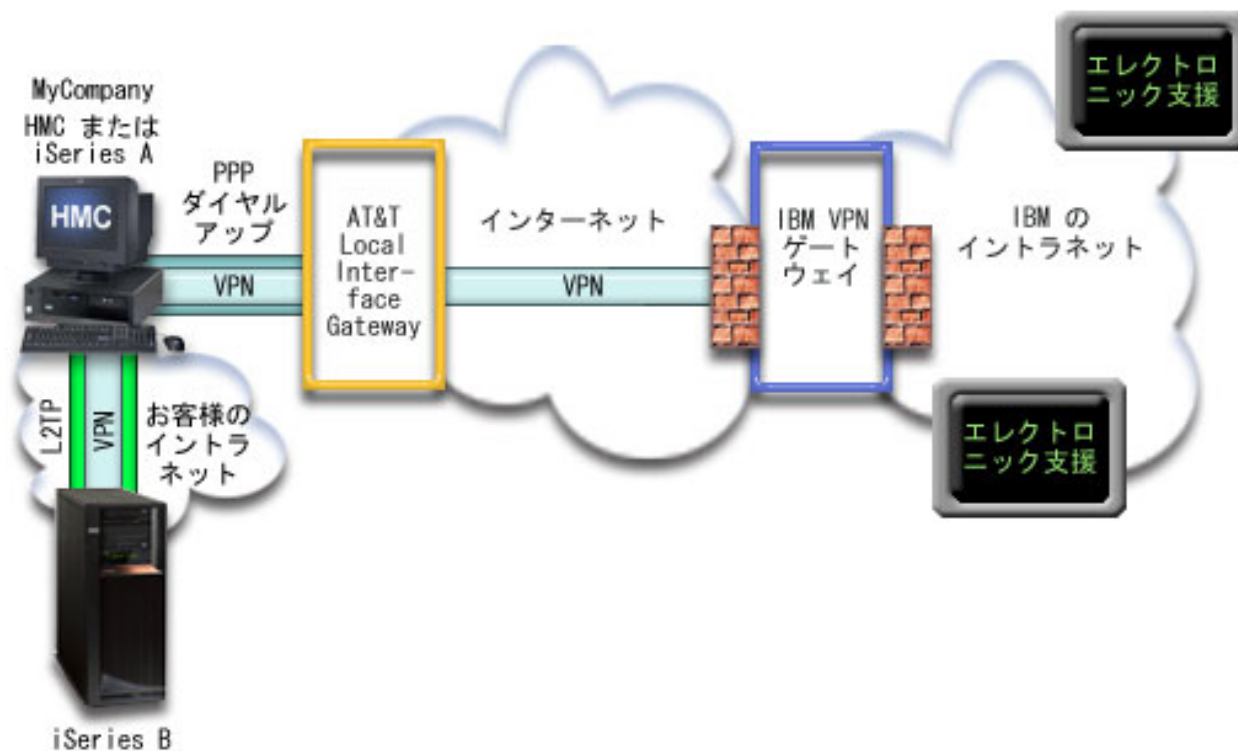 MyCompany
HMC または
iSeries A
HMC
PPP
ダイヤル
アップ
VPN
AT&T
Local
Inter-
face
Gateway
インターネット
VPN
IBM VPN
ゲート
ウェイ
IBM の
イントラネット
エレクトロ
ニック支援
エレクトロ
ニック支援
L2TP
VPN
お客様の
イントラ
ネット
iSeries B